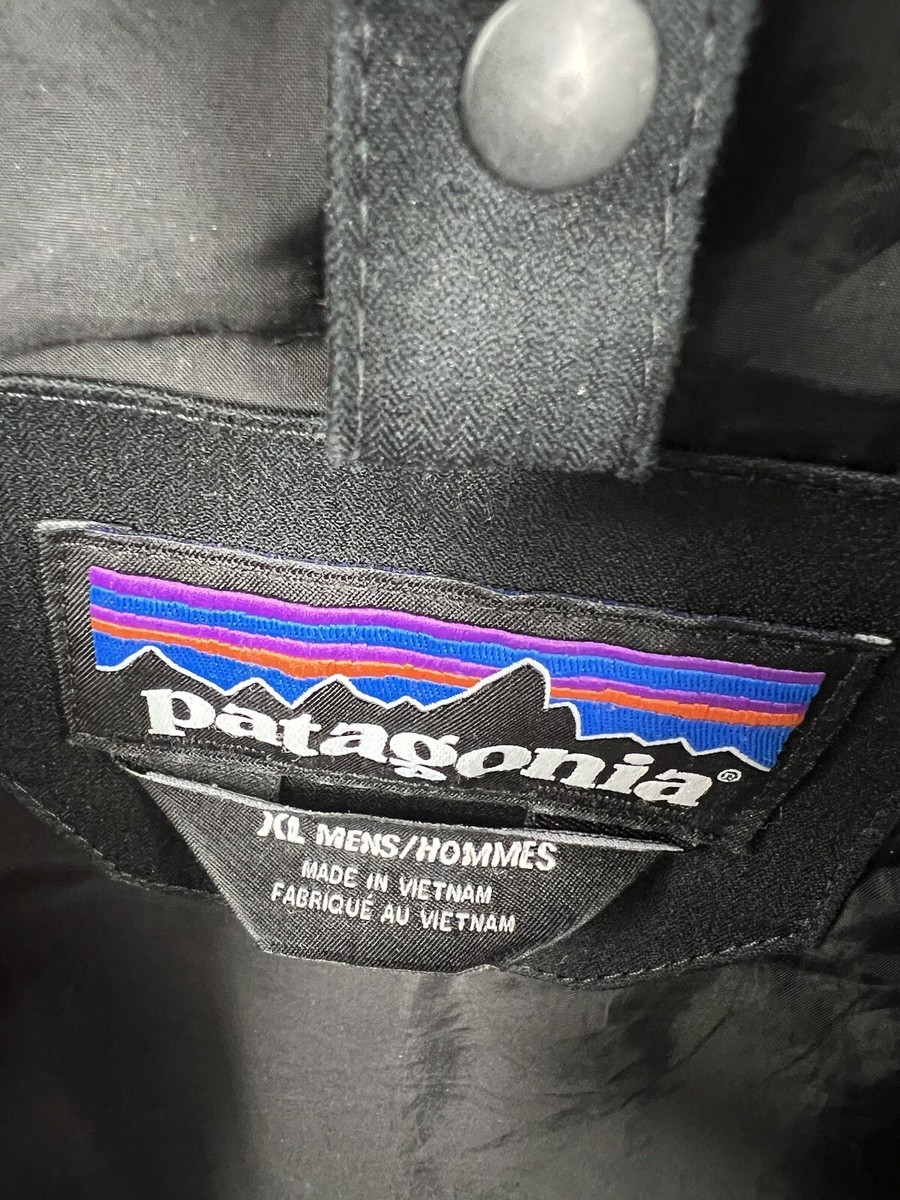 patagonia®
XL MENS/HOMMES
MADE IN VIETNAM
FABRIQUÉ AU VIETNAM